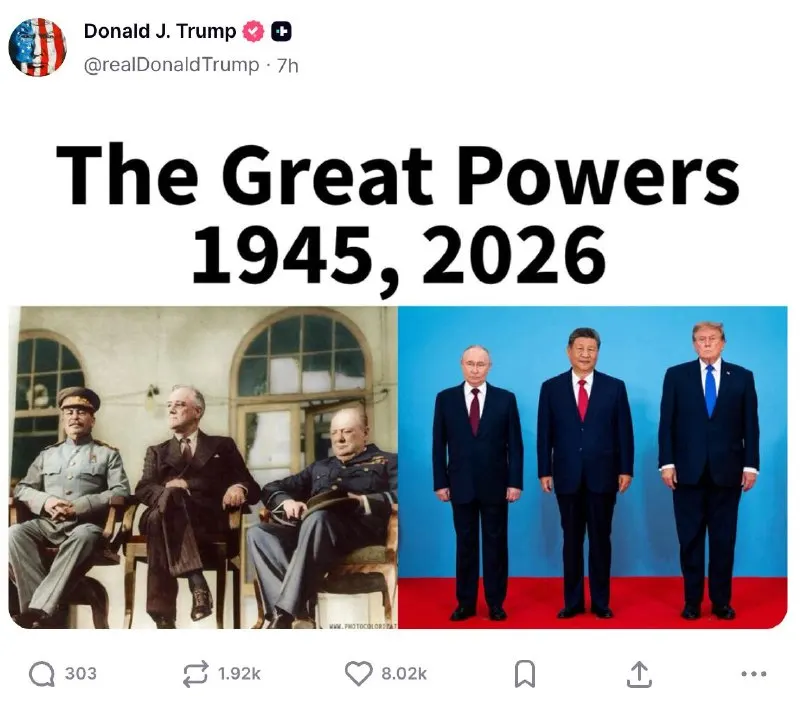 Donald J. Trump
@realDonaldTrump · 7h
The Great Powers
1945, 2026
303 1.92k 8.02k